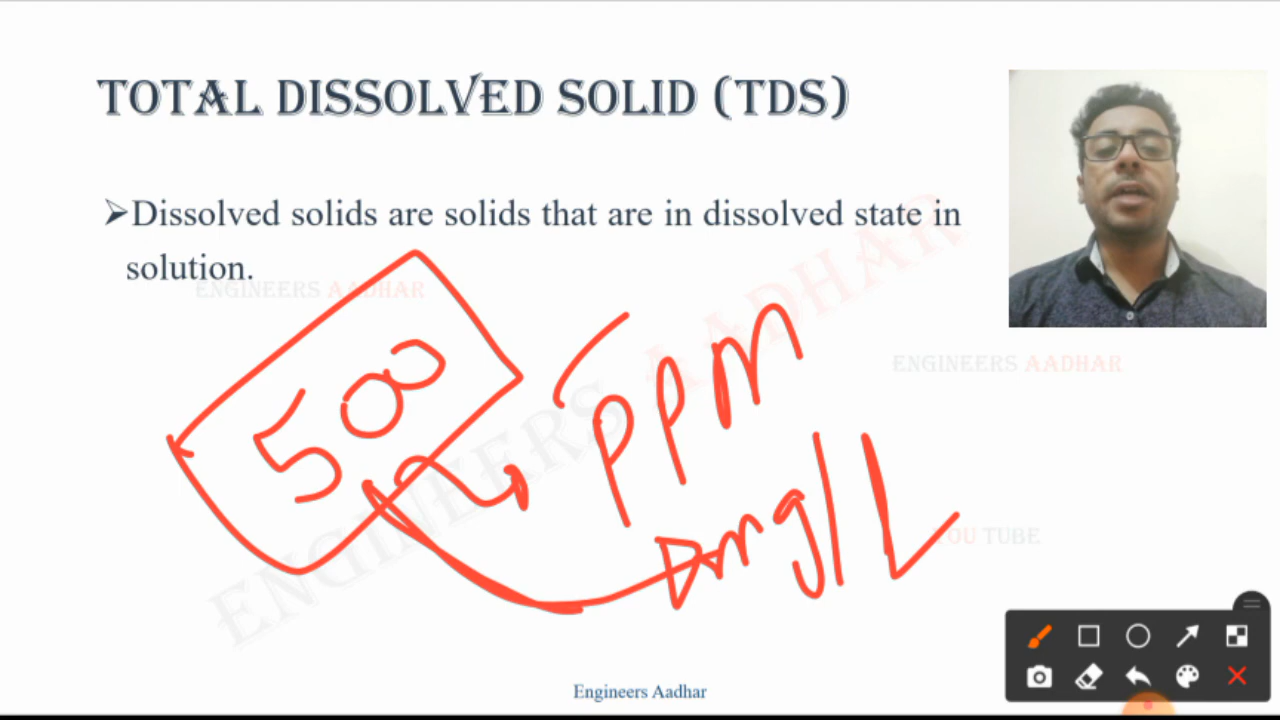 TOTAL DISSOLVED SOLID (TDS)
➢Dissolved solids are solids that are in dissolved state in
solution.
ENGINEERS AADHAR
500
ppm
mg/L
ENGINEERS AADHAR
ENGINEERS AADHAR
YOU TUBE
Engineers Aadhar